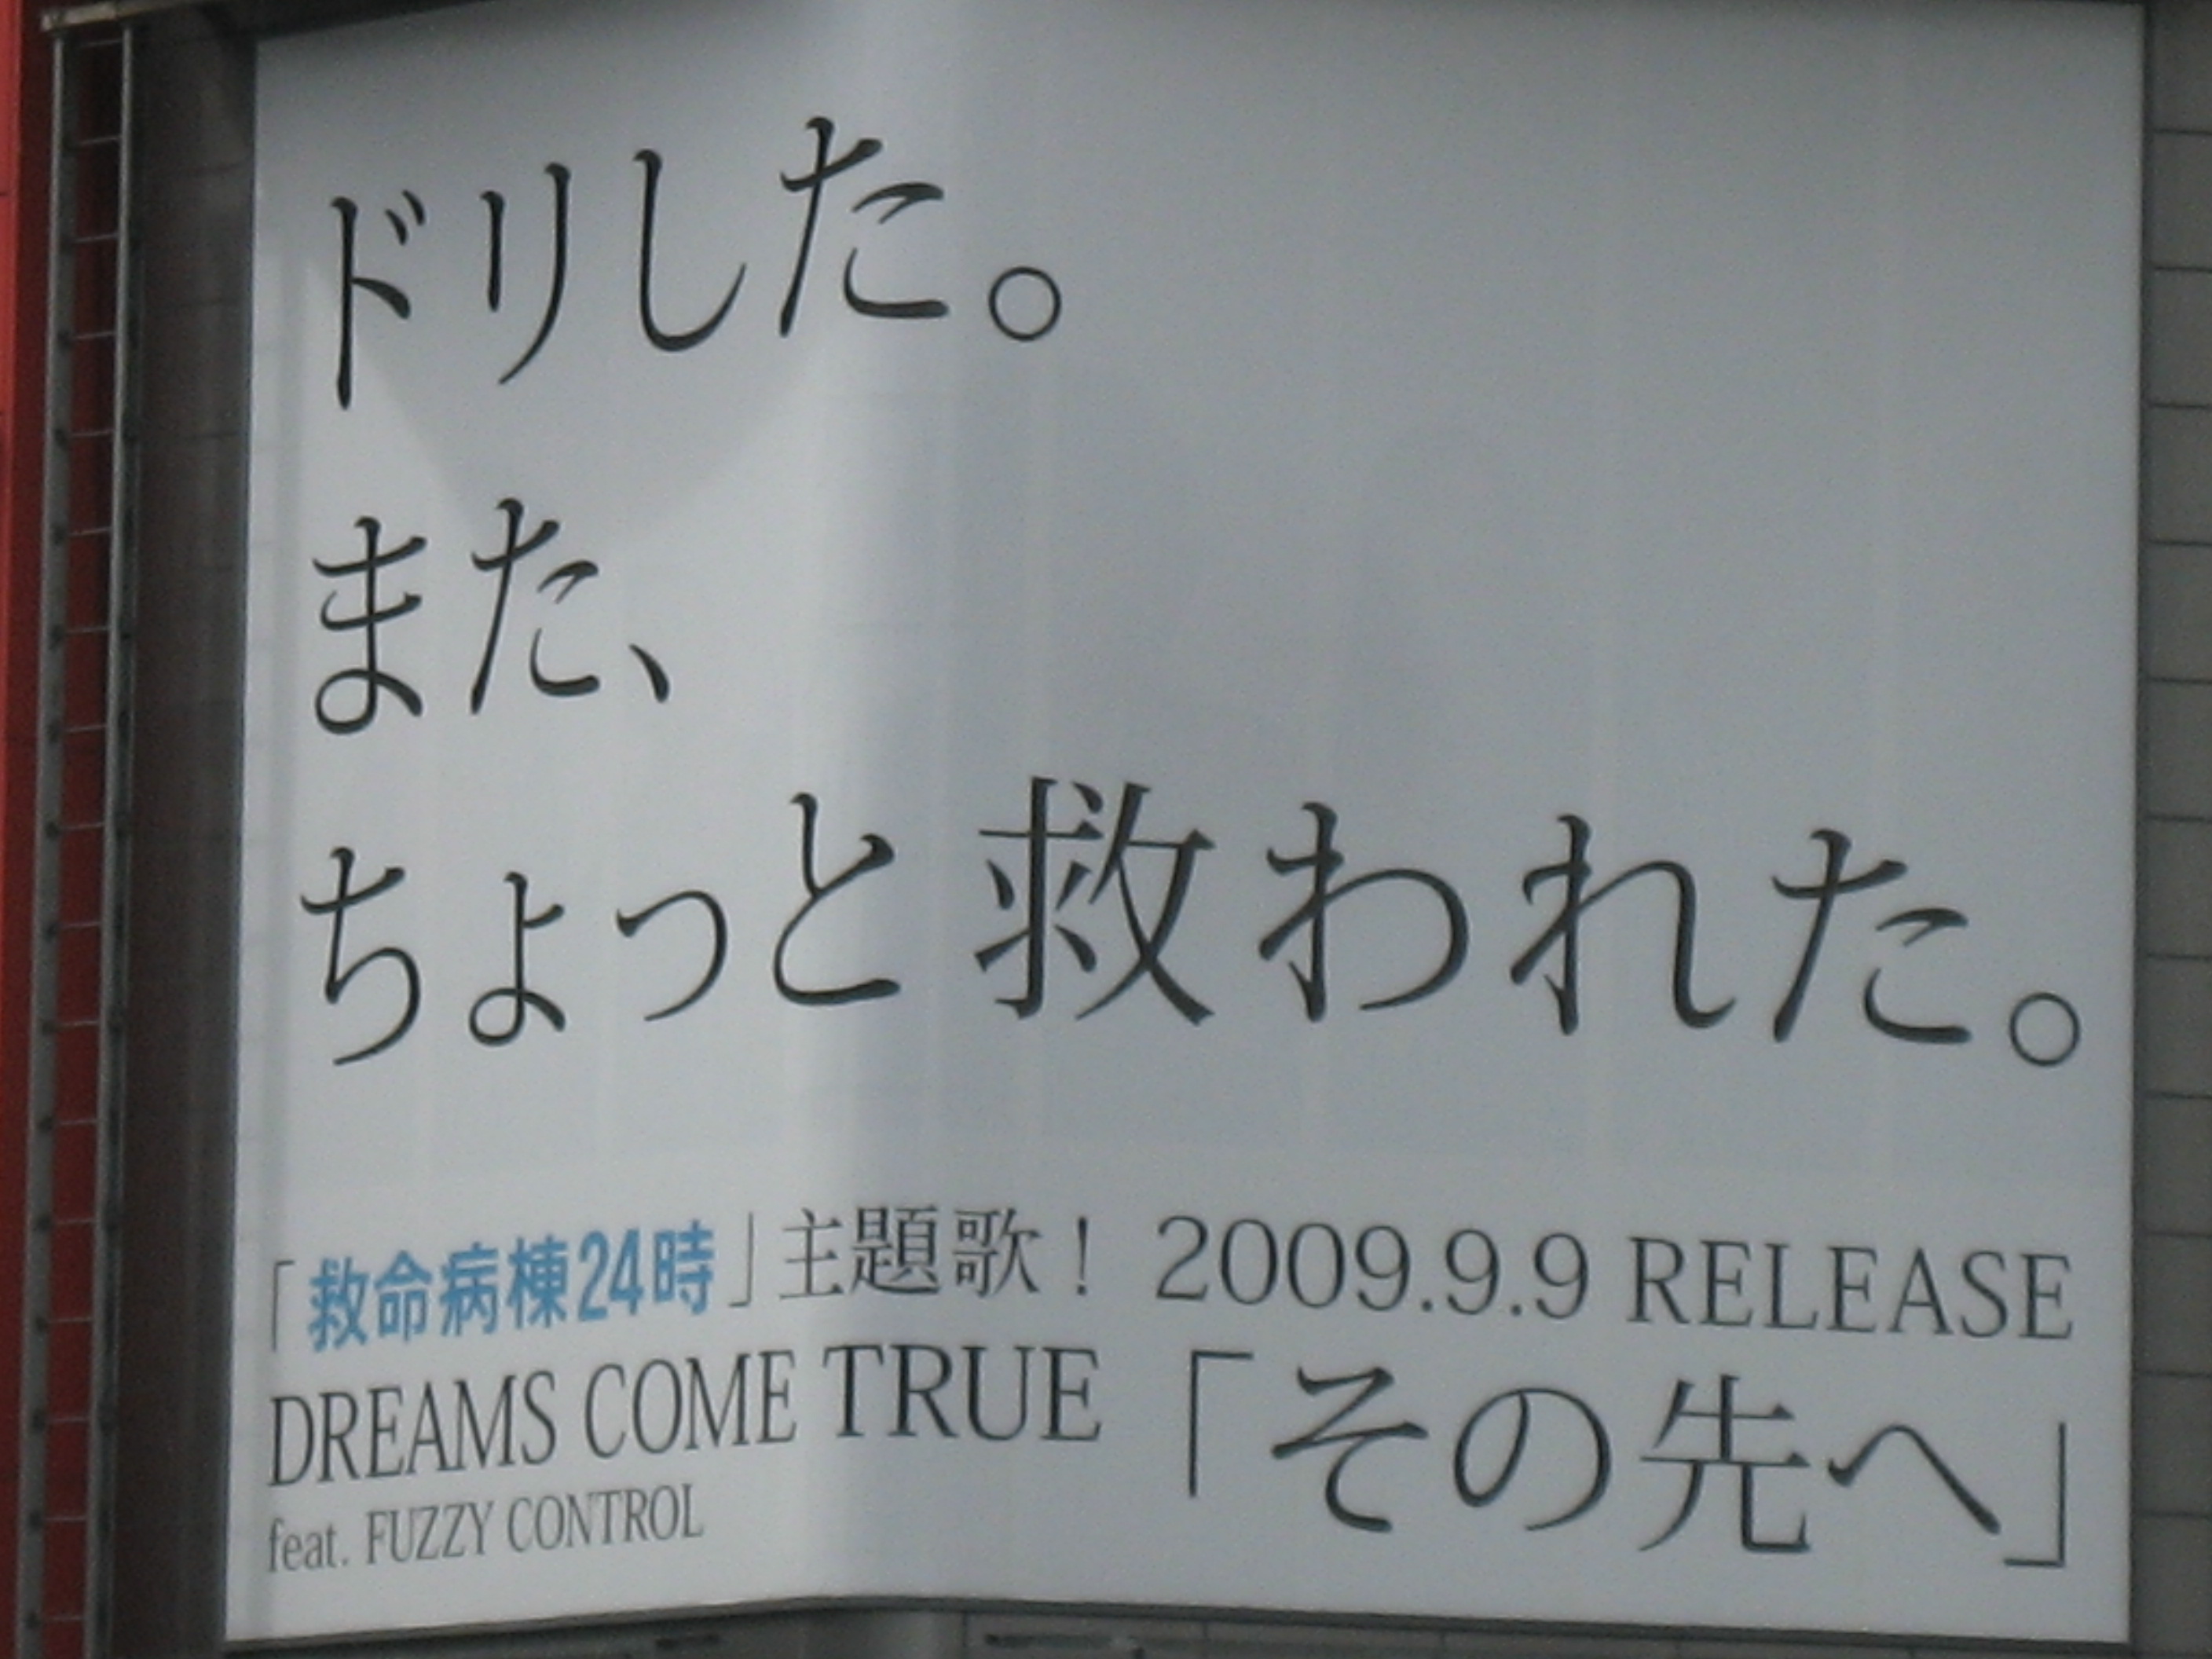 ドリした。
また、
ちょっと救われた。
「救命病棟24時」主題歌！ 2009.9.9 RELEASE
DREAMS COME TRUE 「その先へ」
feat. FUZZY CONTROL